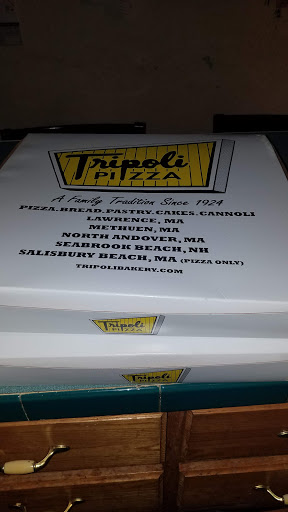 Tripoli
PIZZA
A Family Tradition Since 1924
PIZZA.BREAD.PASTRY.CAKES.CANNOLI
LAWRENCE, MA
METHUEN, MA
NORTH ANDOVER, MA
SEABROOK BEACH, NH
SALISBURY BEACH, MA (PIZZA ONLY)
TRIPOLIBAKERY.COM
Tripoli
PIZZA
Tripoli
PIZZA